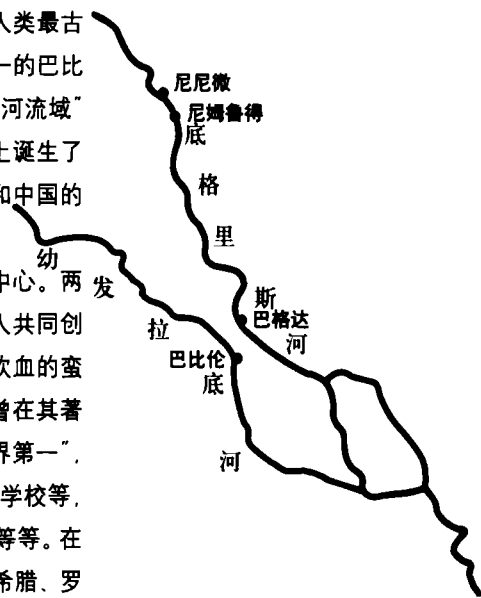 人类最古
一的巴比
河流域”
上诞生了
和中国的
中心。两
人共同创
饮血的蛮
曾在其著
界第一”，
学校等，
等等。在
希腊、罗
尼尼微
尼姆鲁得
底格里斯河
巴格达
幼发拉底河
巴比伦